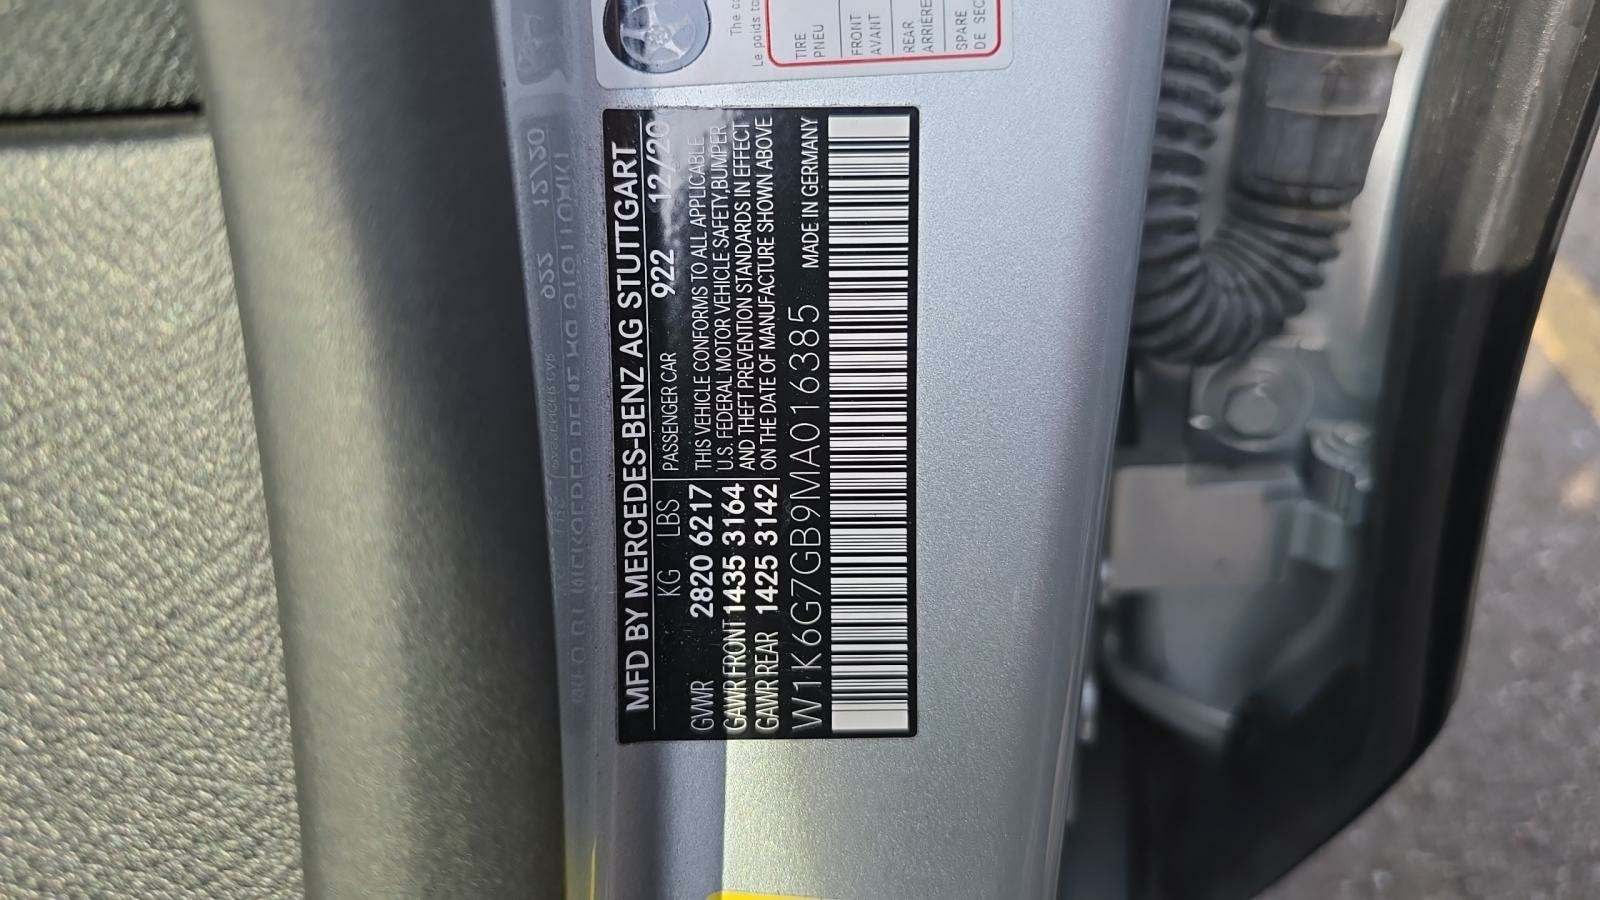 The
Le poids
TIRE
PNEU
FRONT
AVANT
REAR
ARRIÈRE
SPARE
DE
MFD BY MERCEDES-BENZ AG STUTTGART
KG LBS PASSENGER CAR 922 12/20
GVWR 2820 6217 THIS VEHICLE CONFORMS TO ALL APPLICABLE
GAWR FRONT 1435 3164 U.S. FEDERAL MOTOR VEHICLE SAFETY,BUMPER
AND THEFT PREVENTION STANDARDS IN EFFECT
GAWR REAR 1425 3142 ON THE DATE OF MANUFACTURE SHOWN ABOVE
W1K6G7GB9MA016385 MADE IN GERMANY